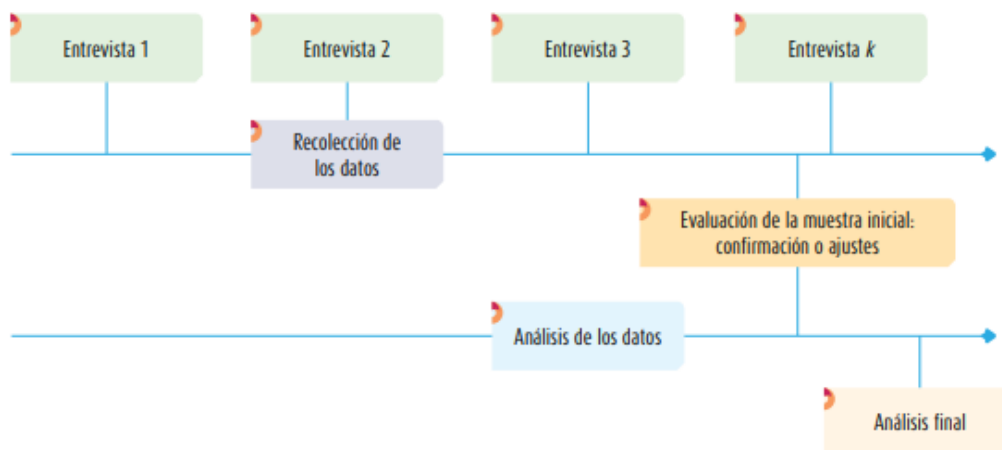 Entrevista 1
Entrevista 2
Entrevista 3
Entrevista k
Recolección de
los datos
Evaluación de la muestra inicial:
confirmación o ajustes
Análisis de los datos
Análisis final